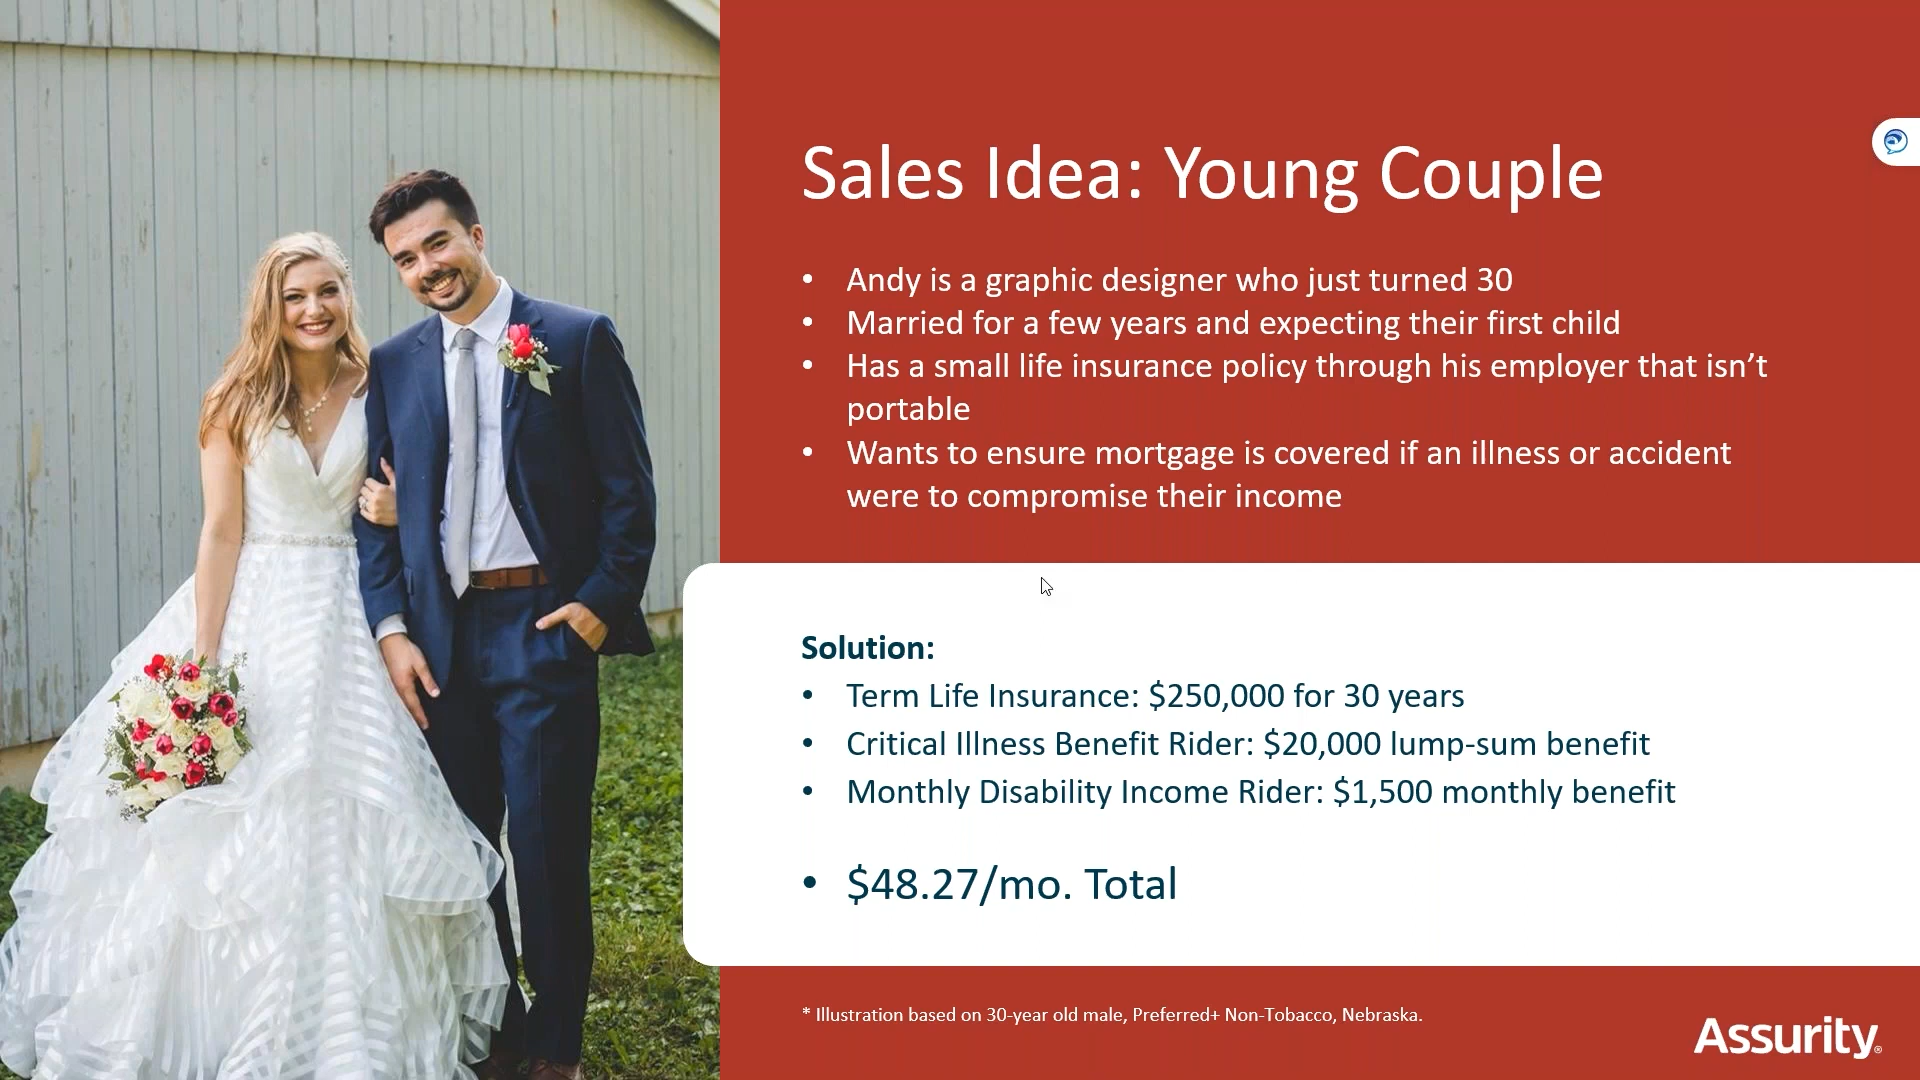 Sales Idea: Young Couple
• Andy is a graphic designer who just turned 30
• Married for a few years and expecting their first child
• Has a small life insurance policy through his employer that isn’t
portable
• Wants to ensure mortgage is covered if an illness or accident
were to compromise their income
Solution:
• Term Life Insurance: $250,000 for 30 years
• Critical Illness Benefit Rider: $20,000 lump-sum benefit
• Monthly Disability Income Rider: $1,500 monthly benefit
• $48.27/mo. Total
* Illustration based on 30-year old male, Preferred+ Non-Tobacco, Nebraska.
Assurity®